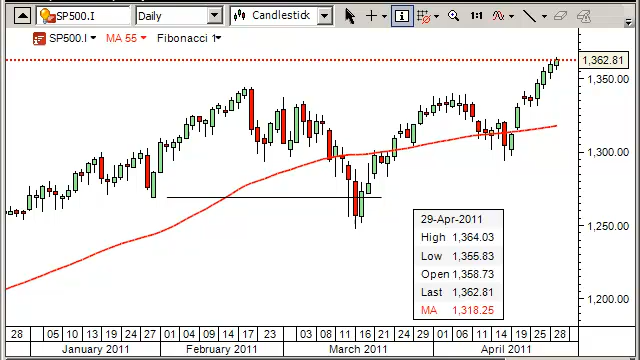 SP500.I Daily Candlestick 1:1
SP500.I MA 55 Fibonacci 1
1,362.81
1,350.00
1,300.00
1,250.00
1,200.00
29-Apr-2011
High 1,364.03
Low 1,355.83
Open 1,358.73
Last 1,362.81
MA 1,318.25
28 05 10 13 19 24 27 01 04 09 14 17 23 28 03 08 11 16 21 24 29 01 06 11 14 19 25 28
January 2011 February 2011 March 2011 April 2011